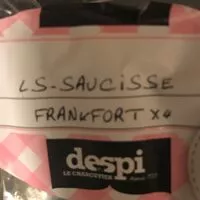 LS-SAUCISSE
FRANKFORT X4
despi
LE CHARCUTIER